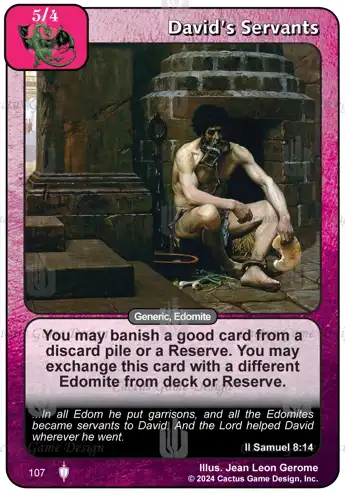 5/4
David's Servants
Generic, Edomite
You may banish a good card from a
discard pile or a Reserve. You may
exchange this card with a different
Edomite from deck or Reserve.
...In all Edom he put garrisons, and all the Edomites
became servants to David. And the Lord helped David
wherever he went.
II Samuel 8:14
107
Illus. Jean Leon Gerome
© 2024 Cactus Game Design, Inc.